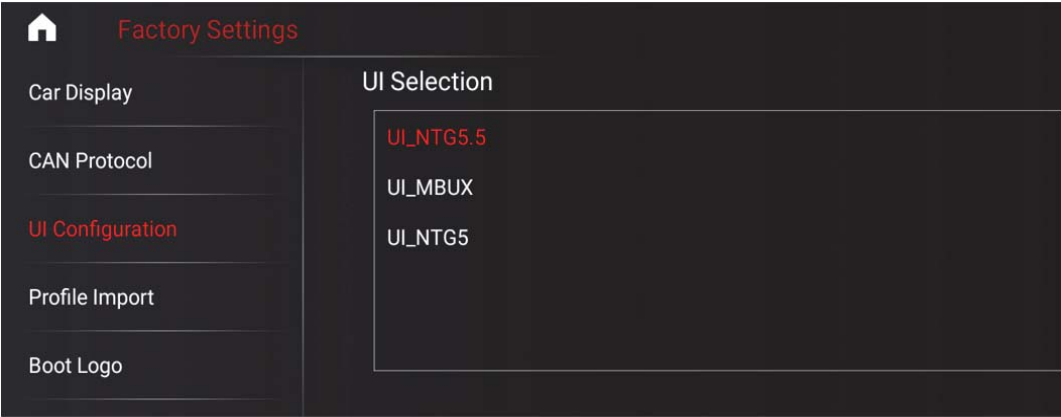 Factory Settings
Car Display
CAN Protocol
UI Configuration
Profile Import
Boot Logo
UI Selection
UI_NTG5.5
UI_MBUX
UI_NTG5